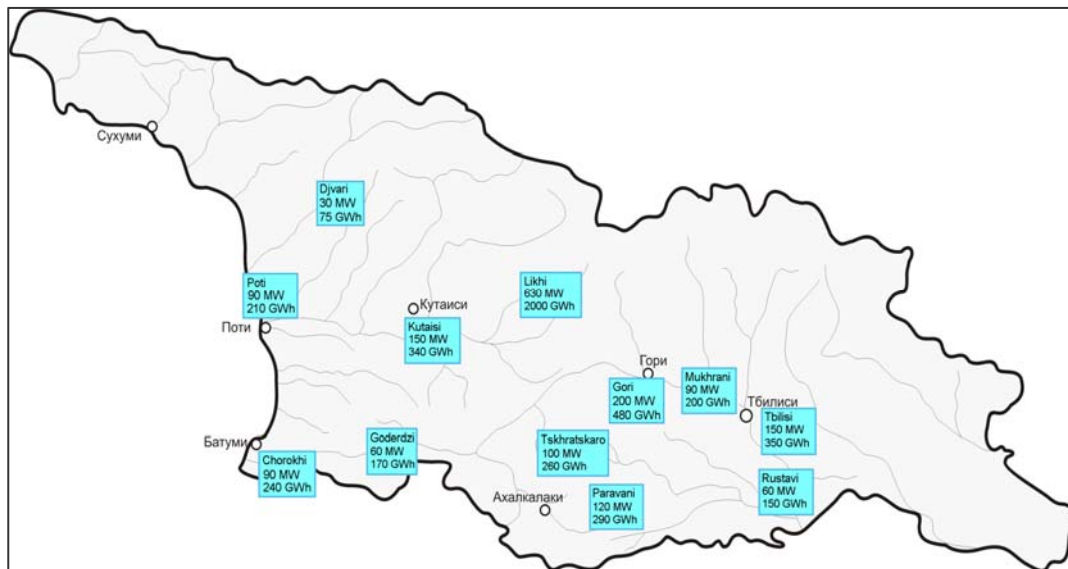 Сухуми
Djvari
30 MW
75 GWh
Poti
90 MW
210 GWh
Поти
Кутаиси
Kutaisi
150 MW
340 GWh
Likhi
630 MW
2000 GWh
Гори
Gori
200 MW
480 GWh
Mukhrani
90 MW
200 GWh
Тбилиси
Tbilisi
150 MW
350 GWh
Батуми
Chorokhi
90 MW
240 GWh
Goderdzi
60 MW
170 GWh
Tskhratskaro
100 MW
260 GWh
Ахалкалаки
Paravani
120 MW
290 GWh
Rustavi
60 MW
150 GWh